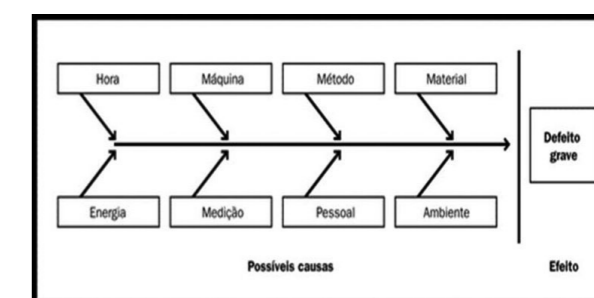 Hora
Máquina
Método
Material
Defeito
grave
Energia
Medição
Pessoal
Ambiente
Possíveis causas
Efeito